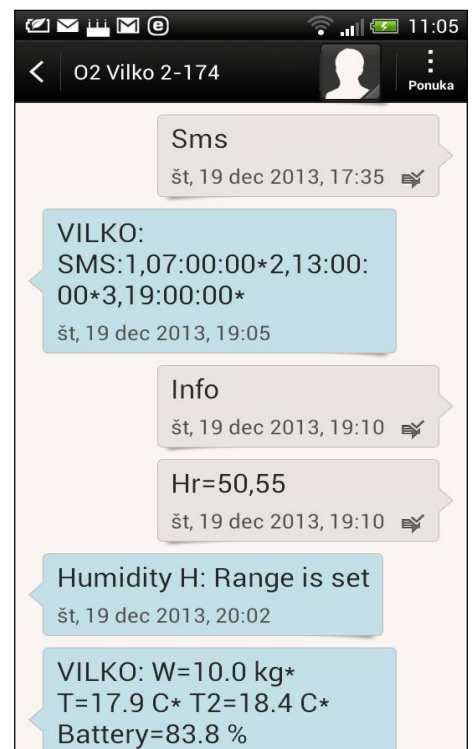 11:05
O2 Vilko 2-174
Ponuka
Sms
št, 19 dec 2013, 17:35
VILKO:
SMS:1,07:00:00*2,13:00:
00*3,19:00:00*
št, 19 dec 2013, 19:05
Info
št, 19 dec 2013, 19:10
Hr=50,55
št, 19 dec 2013, 19:10
Humidity H: Range is set
št, 19 dec 2013, 20:02
VILKO: W=10.0 kg*
T=17.9 C* T2=18.4 C*
Battery=83.8 %